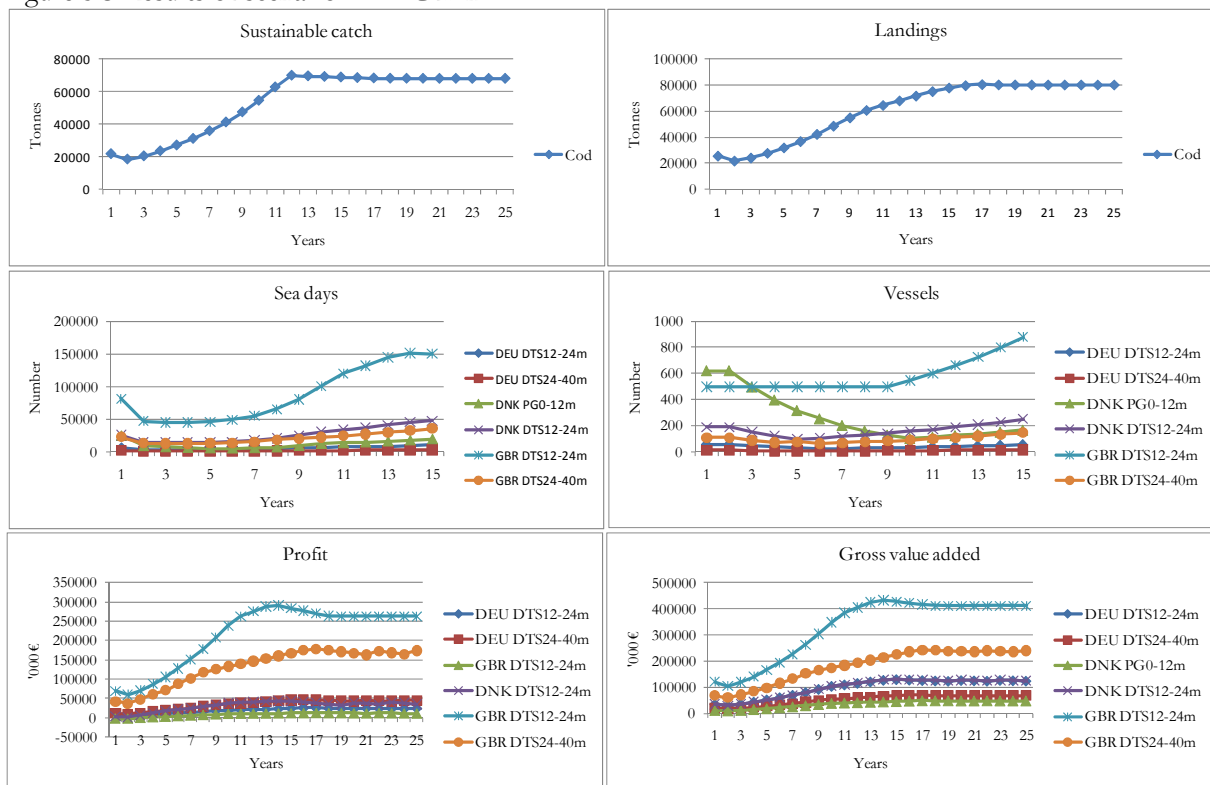 Sustainable catch
Tonnes
80000
60000
40000
20000
0
1 3 5 7 9 11 13 15 17 19 21 23 25
Years
Cod
Landings
Tonnes
100000
80000
60000
40000
20000
0
1 3 5 7 9 11 13 15 17 19 21 23 25
Years
Cod
Sea days
Number
200000
150000
100000
50000
0
1 3 5 7 9 11 13 15
Years
DEU DTS12-24m
DEU DTS24-40m
DNK PG0-12m
DNK DTS12-24m
GBR DTS12-24m
GBR DTS24-40m
Vessels
Number
1000
800
600
400
200
0
1 3 5 7 9 11 13 15
Years
DEU DTS12-24m
DEU DTS24-40m
DNK PG0-12m
DNK DTS12-24m
GBR DTS12-24m
GBR DTS24-40m
Profit
'000 €
350000
300000
250000
200000
150000
100000
50000
0
-50000
1 3 5 7 9 11 13 15 17 19 21 23 25
Years
DEU DTS12-24m
DEU DTS24-40m
GBR DTS12-24m
DNK DTS12-24m
GBR DTS12-24m
GBR DTS24-40m
Gross value added
'000 €
500000
400000
300000
200000
100000
0
1 3 5 7 9 11 13 15 17 19 21 23 25
Years
DEU DTS12-24m
DEU DTS24-40m
DNK PG0-12m
DNK DTS12-24m
GBR DTS12-24m
GBR DTS24-40m